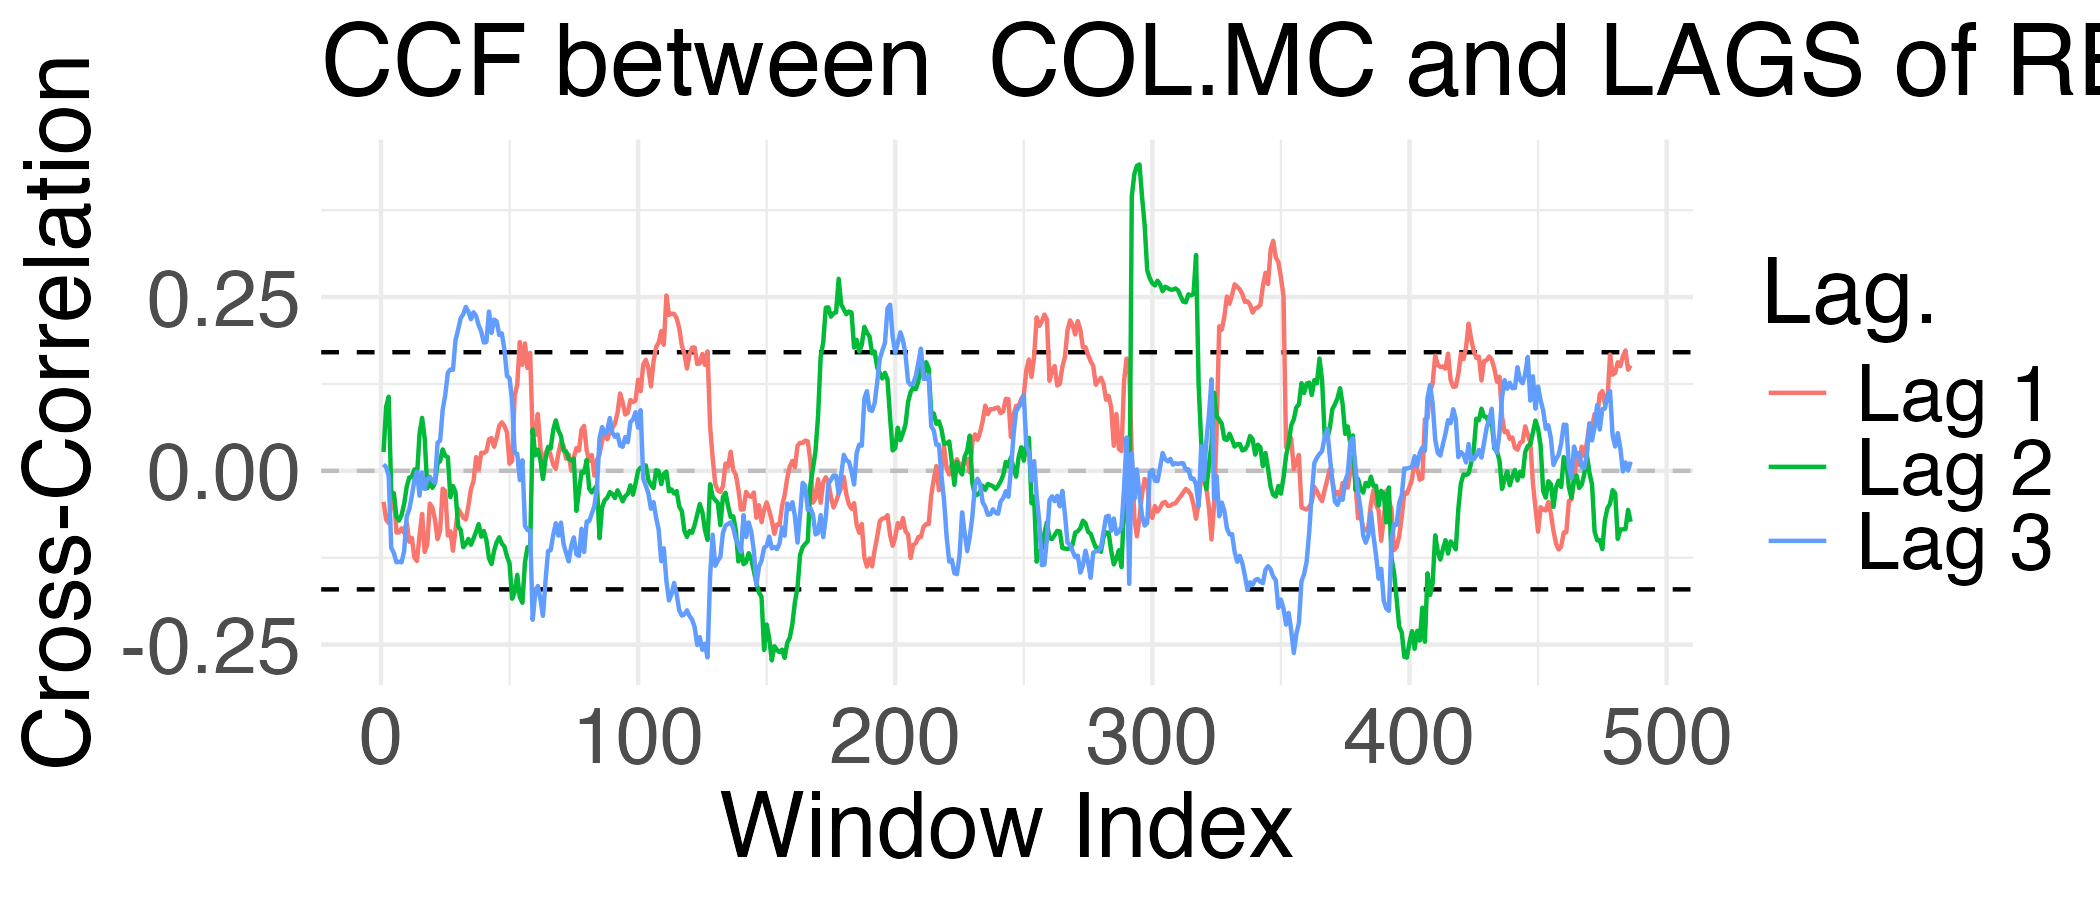 CCF between  COL.MC and LAGS of RE
Cross-Correlation
0.25
0.00
-0.25
0
100
200
300
400
500
Window Index
Lag.
Lag 1
Lag 2
Lag 3